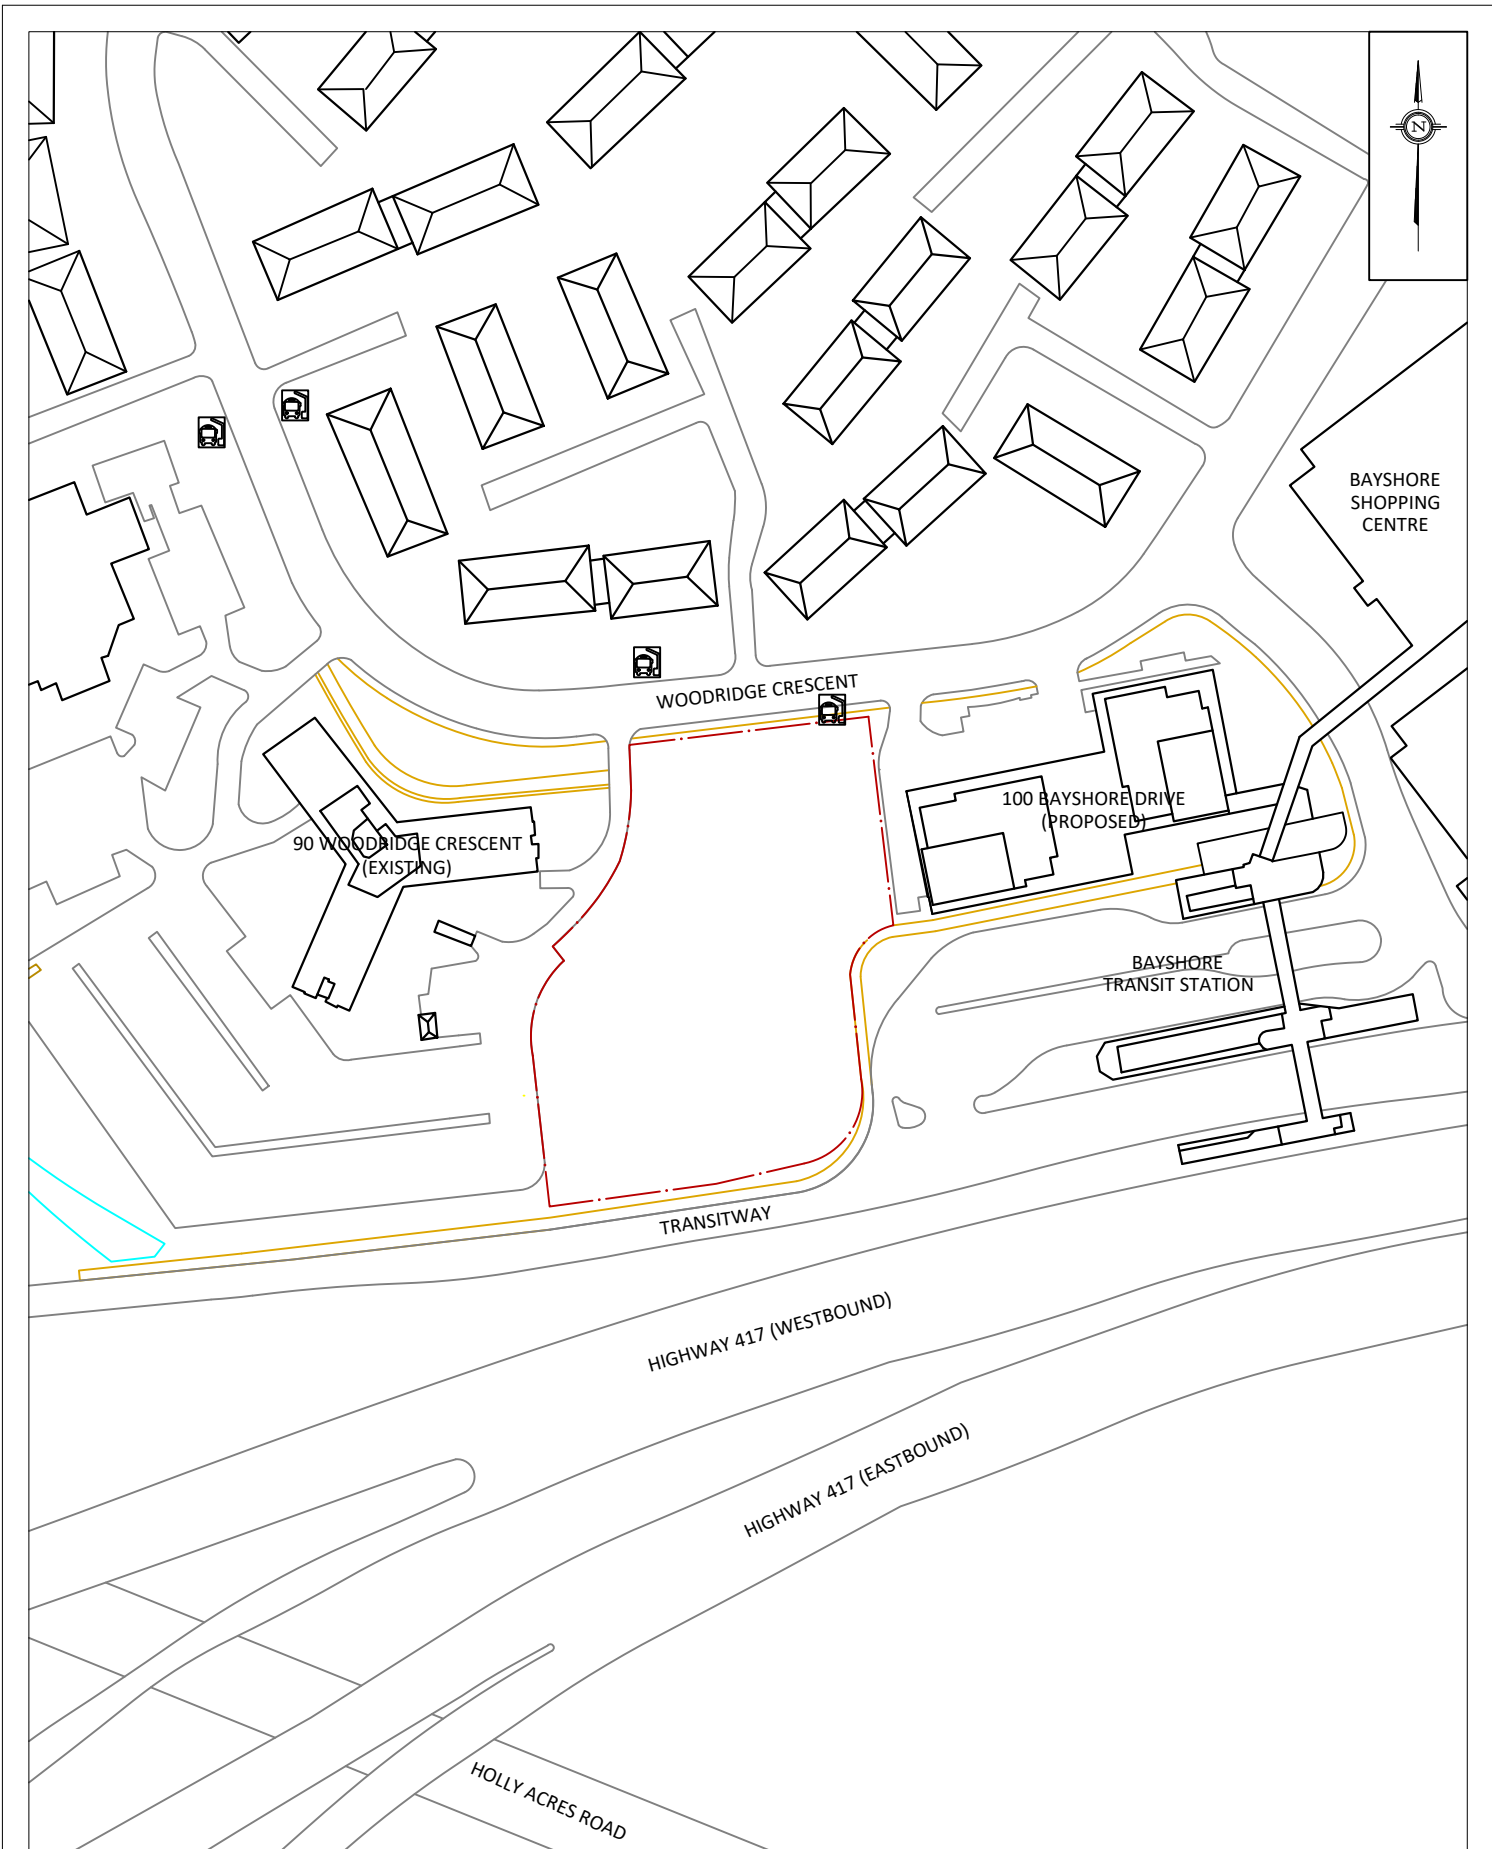 N
BAYSHORE
SHOPPING
CENTRE
WOODRIDGE CRESCENT
100 BAYSHORE DRIVE
(PROPOSED)
90 WOODRIDGE CRESCENT
(EXISTING)
BAYSHORE
TRANSIT STATION
TRANSITWAY
HIGHWAY 417 (WESTBOUND)
HIGHWAY 417 (EASTBOUND)
HOLLY ACRES ROAD